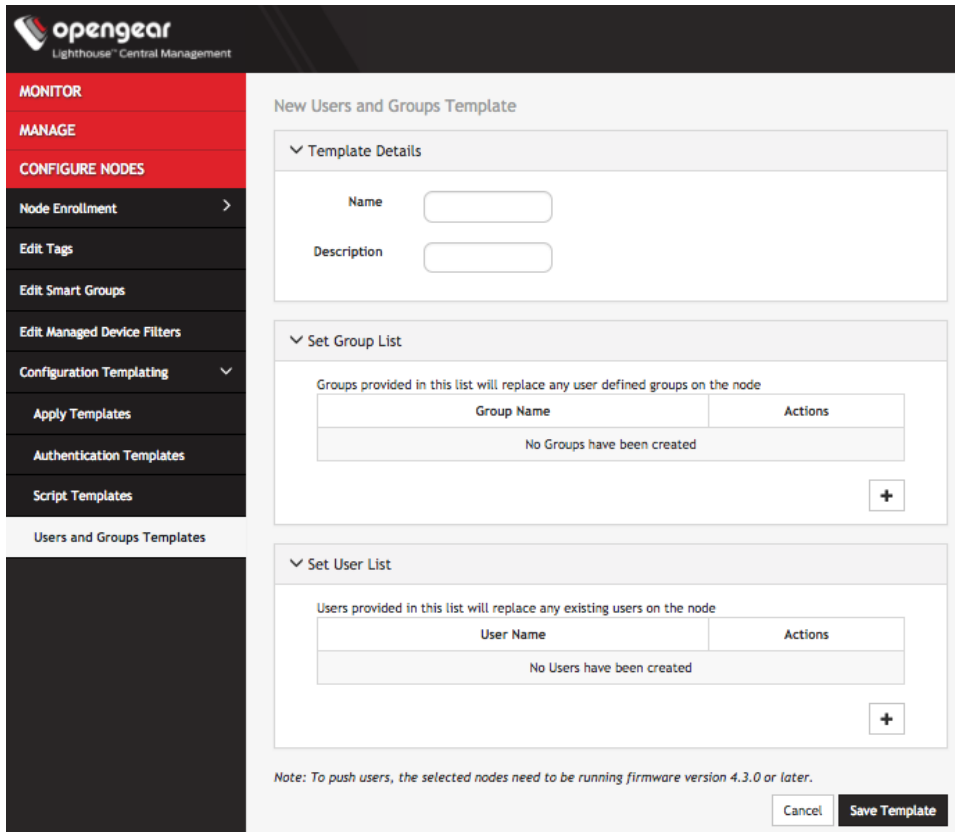 opengear
Lighthouse™ Central Management
MONITOR
MANAGE
CONFIGURE NODES
Node Enrollment
Edit Tags
Edit Smart Groups
Edit Managed Device Filters
Configuration Templating
Apply Templates
Authentication Templates
Script Templates
Users and Groups Templates
New Users and Groups Template
Template Details
Name
Description
Set Group List
Groups provided in this list will replace any user defined groups on the node
Group Name Actions
No Groups have been created
+
Set User List
Users provided in this list will replace any existing users on the node
User Name Actions
No Users have been created
+
Note: To push users, the selected nodes need to be running firmware version 4.3.0 or later.
Cancel Save Template